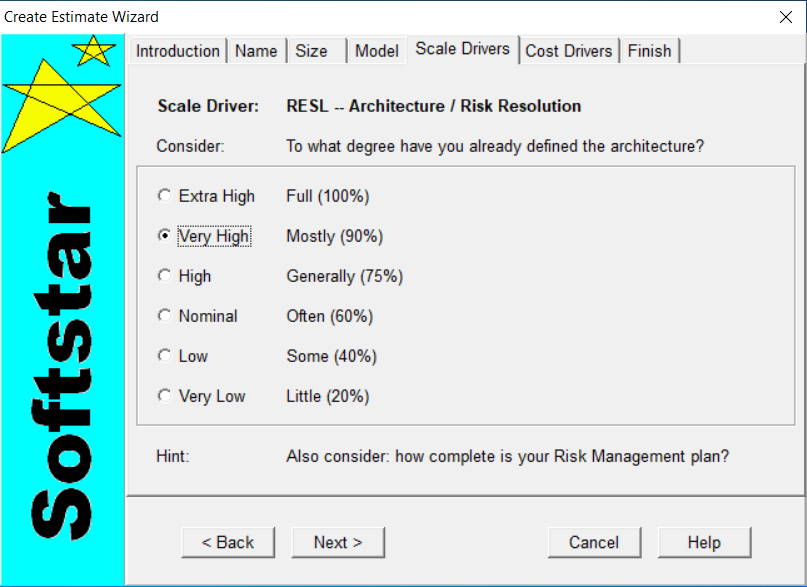 Create Estimate Wizard
Introduction Name Size Model Scale Drivers Cost Drivers Finish
Softstar
Scale Driver: RESL -- Architecture / Risk Resolution
Consider: To what degree have you already defined the architecture?
Extra High Full (100%)
Very High Mostly (90%)
High Generally (75%)
Nominal Often (60%)
Low Some (40%)
Very Low Little (20%)
Hint: Also consider: how complete is your Risk Management plan?
< Back Next > Cancel Help